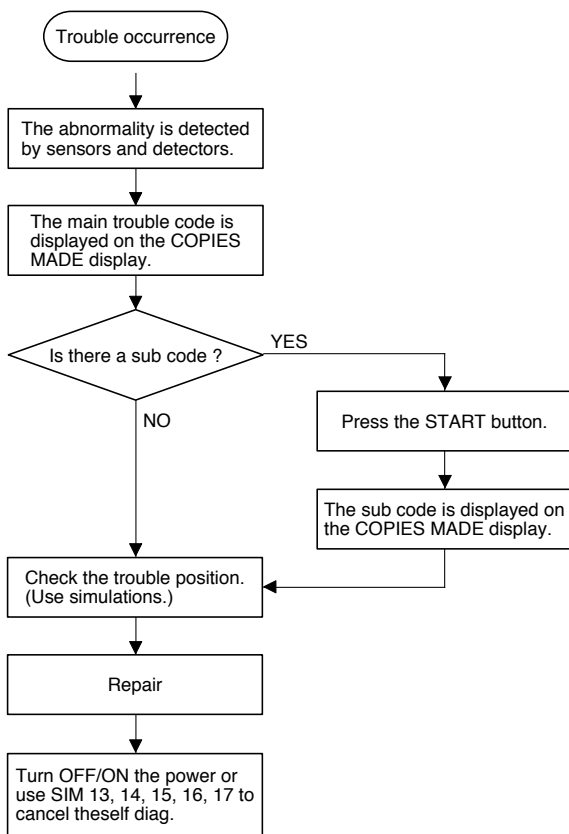 Trouble occurrence
The abnormality is detected
by sensors and detectors.
The main trouble code is
displayed on the COPIES
MADE display.
Is there a sub code ?
YES
NO
Press the START button.
The sub code is displayed on
the COPIES MADE display.
Check the trouble position.
(Use simulations.)
Repair
Turn OFF/ON the power or
use SIM 13, 14, 15, 16, 17 to
cancel theself diag.